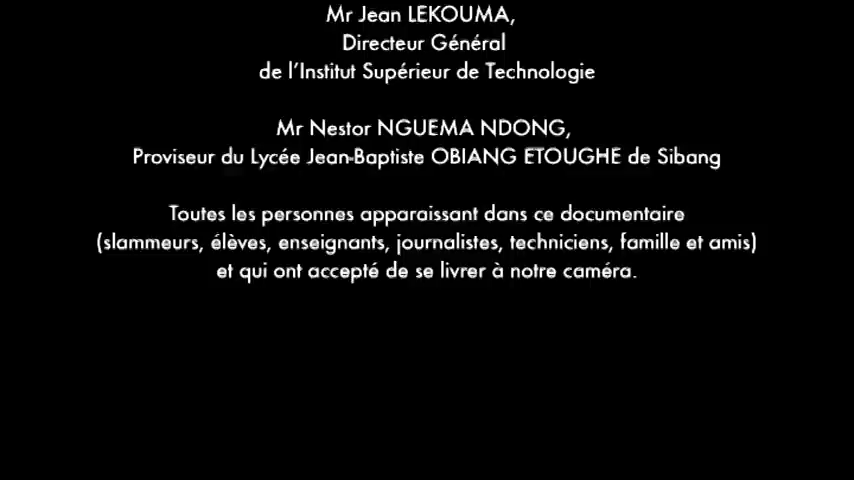 Mr Jean LEKOUMA,
Directeur Général
de l'Institut Supérieur de Technologie
Mr Nestor NGUEMA NDONG,
Proviseur du Lycée Jean-Baptiste OBIANG ETOUGHE de Sibang
Toutes les personnes apparaissant dans ce documentaire
(slammeurs, élèves, enseignants, journalistes, techniciens, famille et amis)
et qui ont accepté de se livrer à notre caméra.